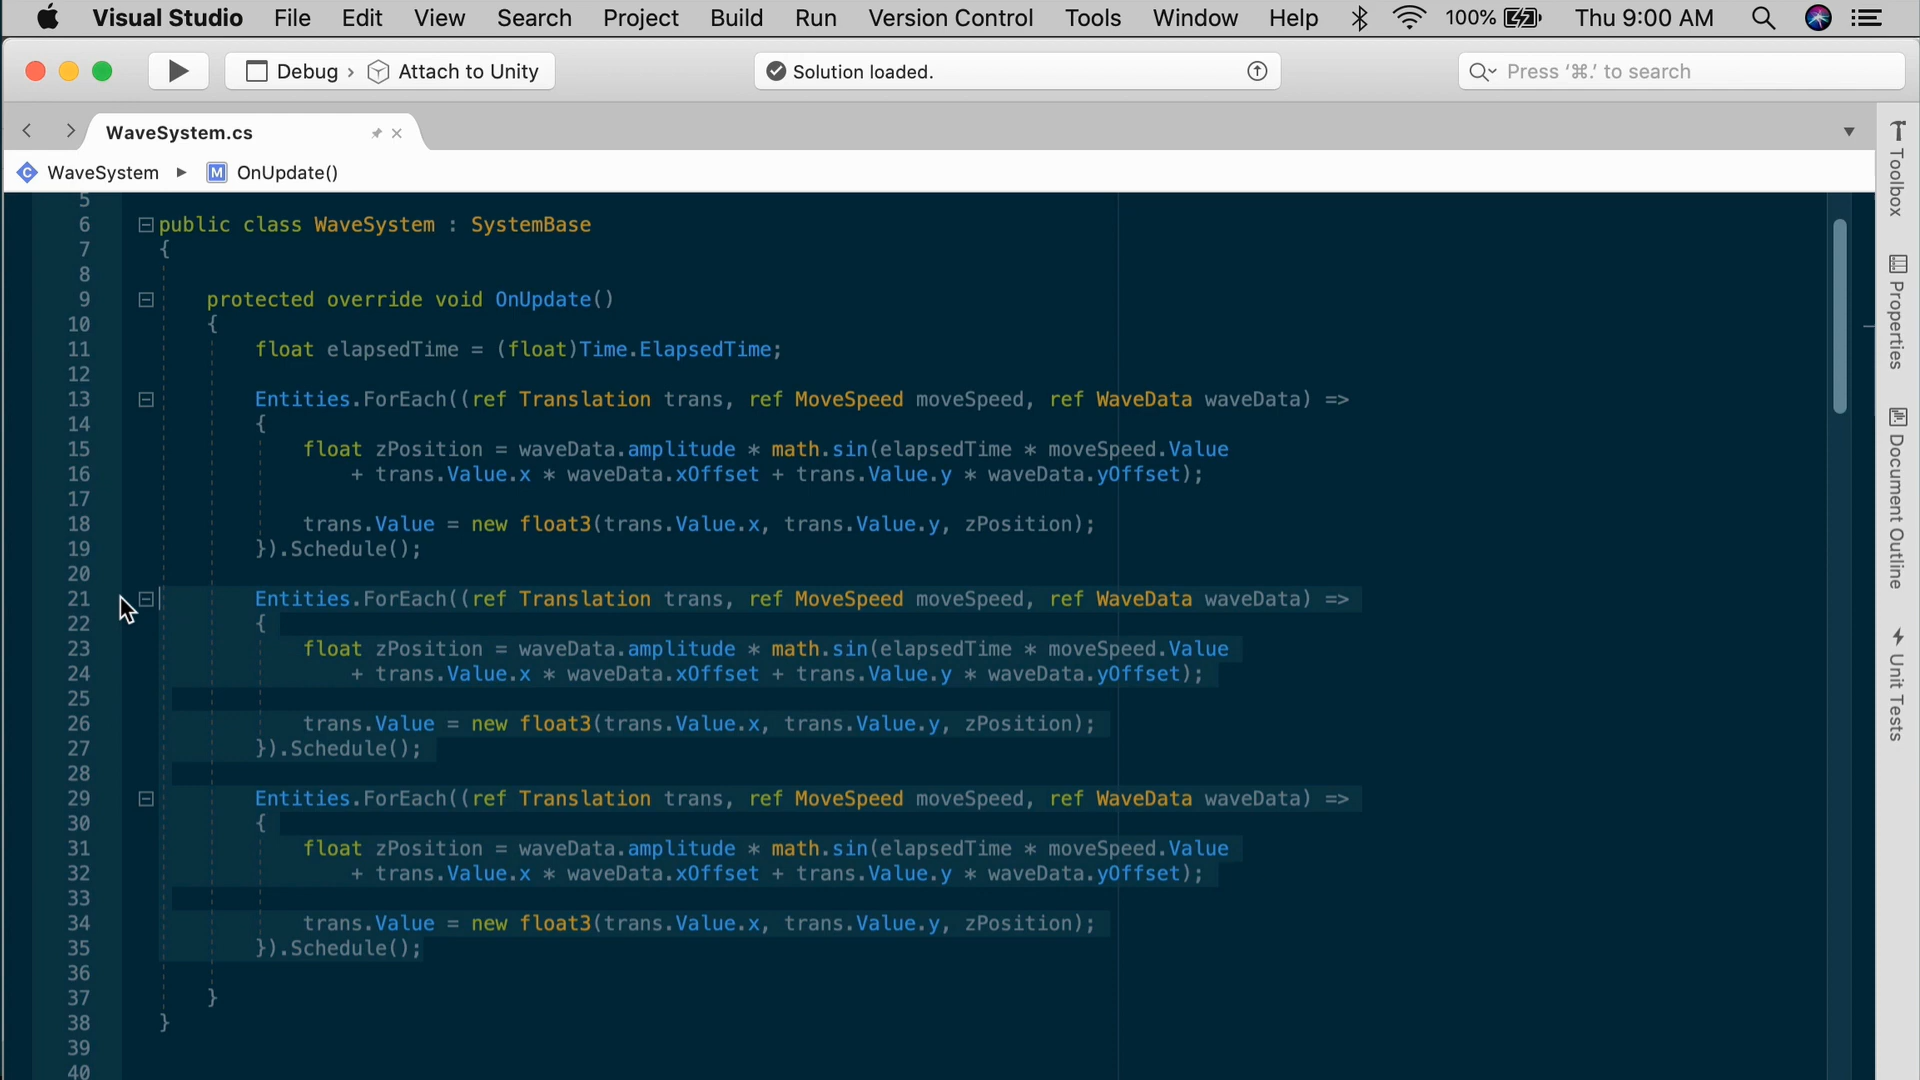 Visual Studio File Edit View Search Project Build Run Version Control Tools Window Help 100% Thu 9:00 AM
Debug › Attach to Unity Solution loaded. Press ‘⌘.’ to search
WaveSystem.cs
WaveSystem ▸ M OnUpdate()
5
6 public class WaveSystem : SystemBase
7 {
8
9 protected override void OnUpdate()
10 {
11 float elapsedTime = (float)Time.ElapsedTime;
12
13 Entities.ForEach((ref Translation trans, ref MoveSpeed moveSpeed, ref WaveData waveData) =>
14 {
15 float zPosition = waveData.amplitude * math.sin(elapsedTime * moveSpeed.Value
16 + trans.Value.x * waveData.xOffset + trans.Value.y * waveData.yOffset);
17
18 trans.Value = new float3(trans.Value.x, trans.Value.y, zPosition);
19 }).Schedule();
20
21 Entities.ForEach((ref Translation trans, ref MoveSpeed moveSpeed, ref WaveData waveData) =>
22 {
23 float zPosition = waveData.amplitude * math.sin(elapsedTime * moveSpeed.Value
24 + trans.Value.x * waveData.xOffset + trans.Value.y * waveData.yOffset);
25
26 trans.Value = new float3(trans.Value.x, trans.Value.y, zPosition);
27 }).Schedule();
28
29 Entities.ForEach((ref Translation trans, ref MoveSpeed moveSpeed, ref WaveData waveData) =>
30 {
31 float zPosition = waveData.amplitude * math.sin(elapsedTime * moveSpeed.Value
32 + trans.Value.x * waveData.xOffset + trans.Value.y * waveData.yOffset);
33
34 trans.Value = new float3(trans.Value.x, trans.Value.y, zPosition);
35 }).Schedule();
36
37 }
38 }
39
40
Toolbox
Properties
Document Outline
Unit Tests